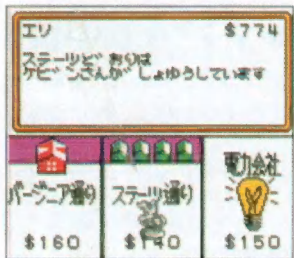 エリ $774
ステーツどおりは
ケビンさんが しょゆうしています
バージニア通り ステーツ通り 電力会社
$160 $140 $150